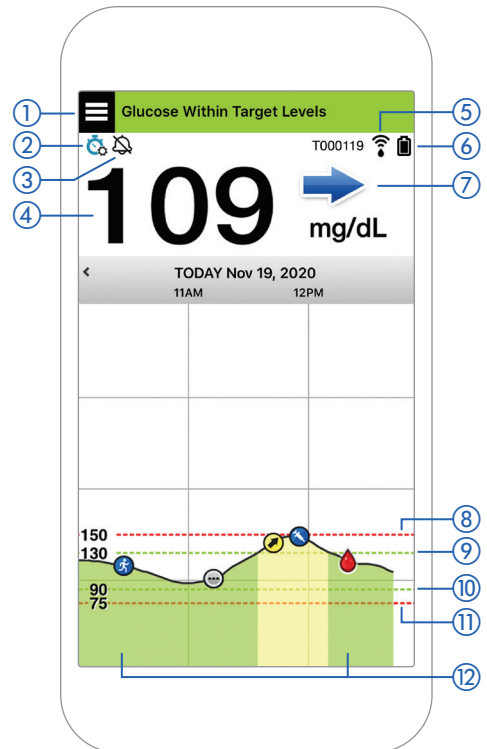 Glucose Within Target Levels
① ⑤
② T000119 ⑥
③
④ 109 ⑦
mg/dL
TODAY Nov 19, 2020
11AM 12PM
150 ⑧
130 ⑨
90 ⑩
75 ⑪
⑫